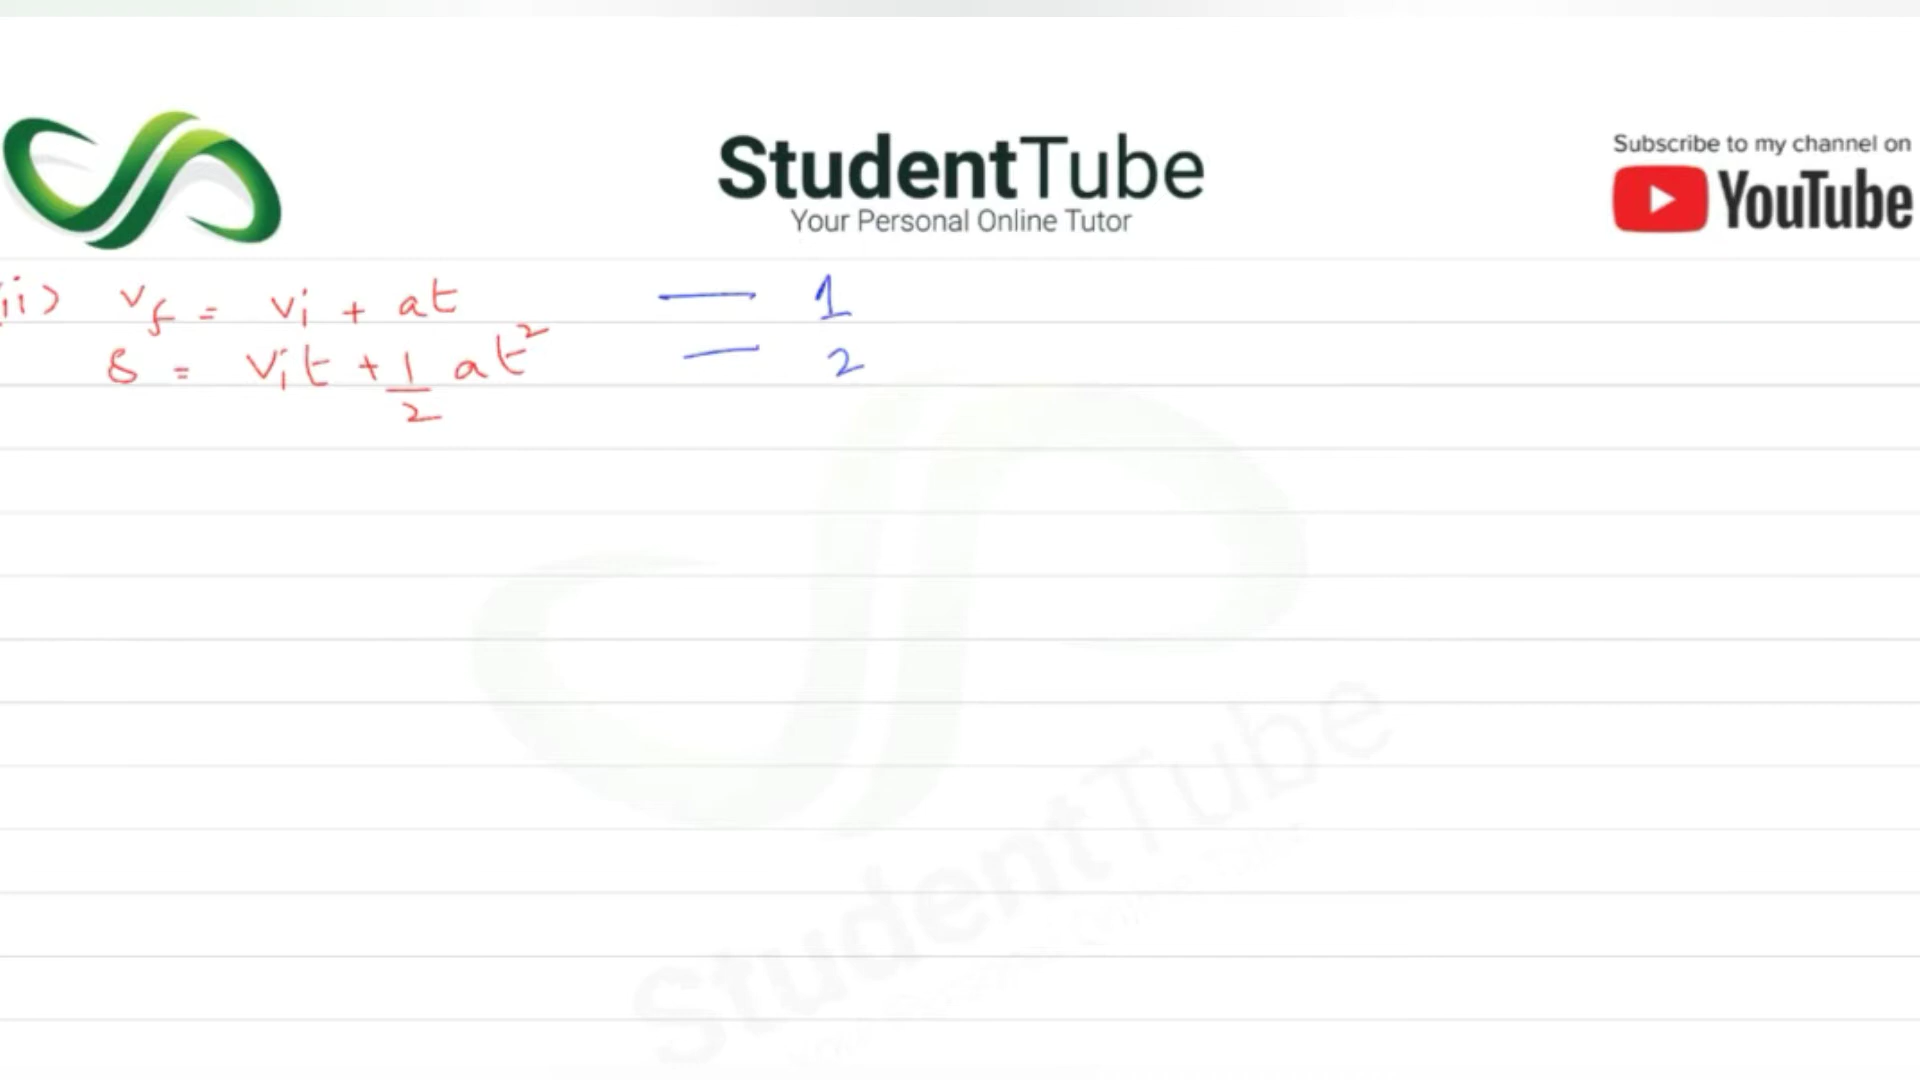 Subscribe to my channel on
StudentTube
YouTube
Your Personal Online Tutor
ii) vf = vi + at — 1
S = vit + 1/2 at² — 2
StudentTube